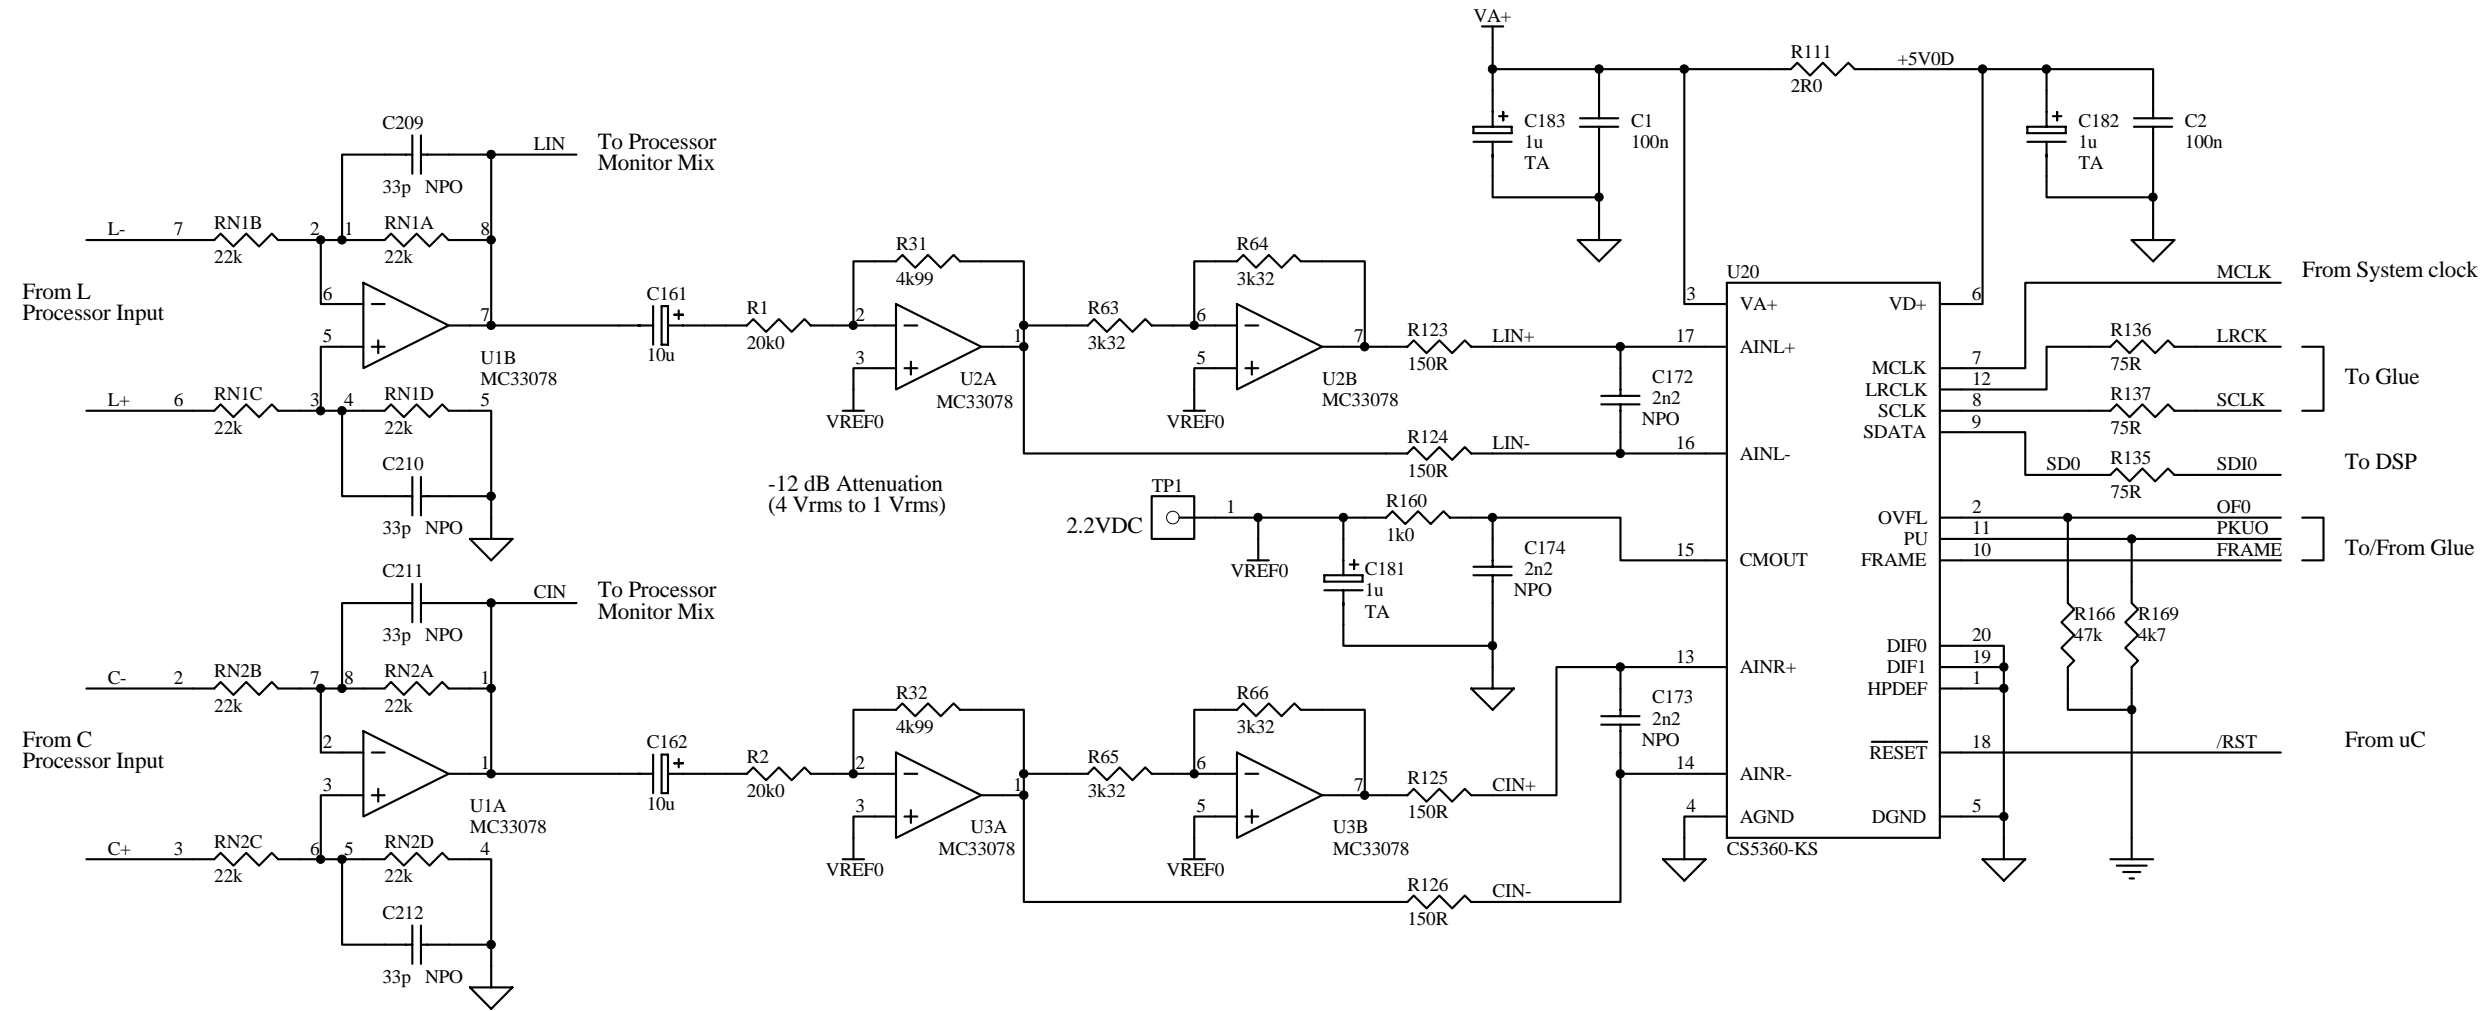 VA+
R111
+5V0D
2R0
C183
1u
TA
C1
100n
C182
1u
TA
C2
100n
C209
33p NPO
LIN
To Processor
Monitor Mix
L-
7
RN1B
22k
2
1
RN1A
22k
8
From L
Processor Input
6
5
7
U1B
MC33078
L+
6
RN1C
22k
3
4
RN1D
22k
5
C210
33p NPO
C161
10u
R1
20k0
R31
4k99
2
3
1
VREF0
U2A
MC33078
R63
3k32
R64
3k32
6
5
7
VREF0
U2B
MC33078
R123
150R
LIN+
R124
150R
LIN-
C172
2n2
NPO
-12 dB Attenuation
(4 Vrms to 1 Vrms)
TP1
1
2.2VDC
VREF0
R160
1k0
C181
1u
TA
C174
2n2
NPO
U20
3
VA+
VD+
6
17
AINL+
16
AINL-
15
CMOUT
13
AINR+
14
AINR-
4
AGND
MCLK
7
LRCLK
12
SCLK
8
SDATA
9
OVFL
2
PU
11
FRAME
10
DIF0
20
DIF1
19
HPDEF
1
RESET
18
DGND
5
CS5360-KS
MCLK
From System clock
R136
75R
LRCK
R137
75R
SCLK
To Glue
SD0
R135
75R
SDI0
To DSP
OF0
PKUO
FRAME
To/From Glue
R166
47k
R169
4k7
/RST
From uC
C211
33p NPO
CIN
To Processor
Monitor Mix
C-
2
RN2B
22k
7
8
RN2A
22k
1
From C
Processor Input
2
3
1
U1A
MC33078
C+
3
RN2C
22k
6
5
RN2D
22k
4
C212
33p NPO
C162
10u
R2
20k0
R32
4k99
2
3
1
VREF0
U3A
MC33078
R65
3k32
R66
3k32
6
5
7
VREF0
U3B
MC33078
R125
150R
CIN+
R126
150R
CIN-
C173
2n2
NPO